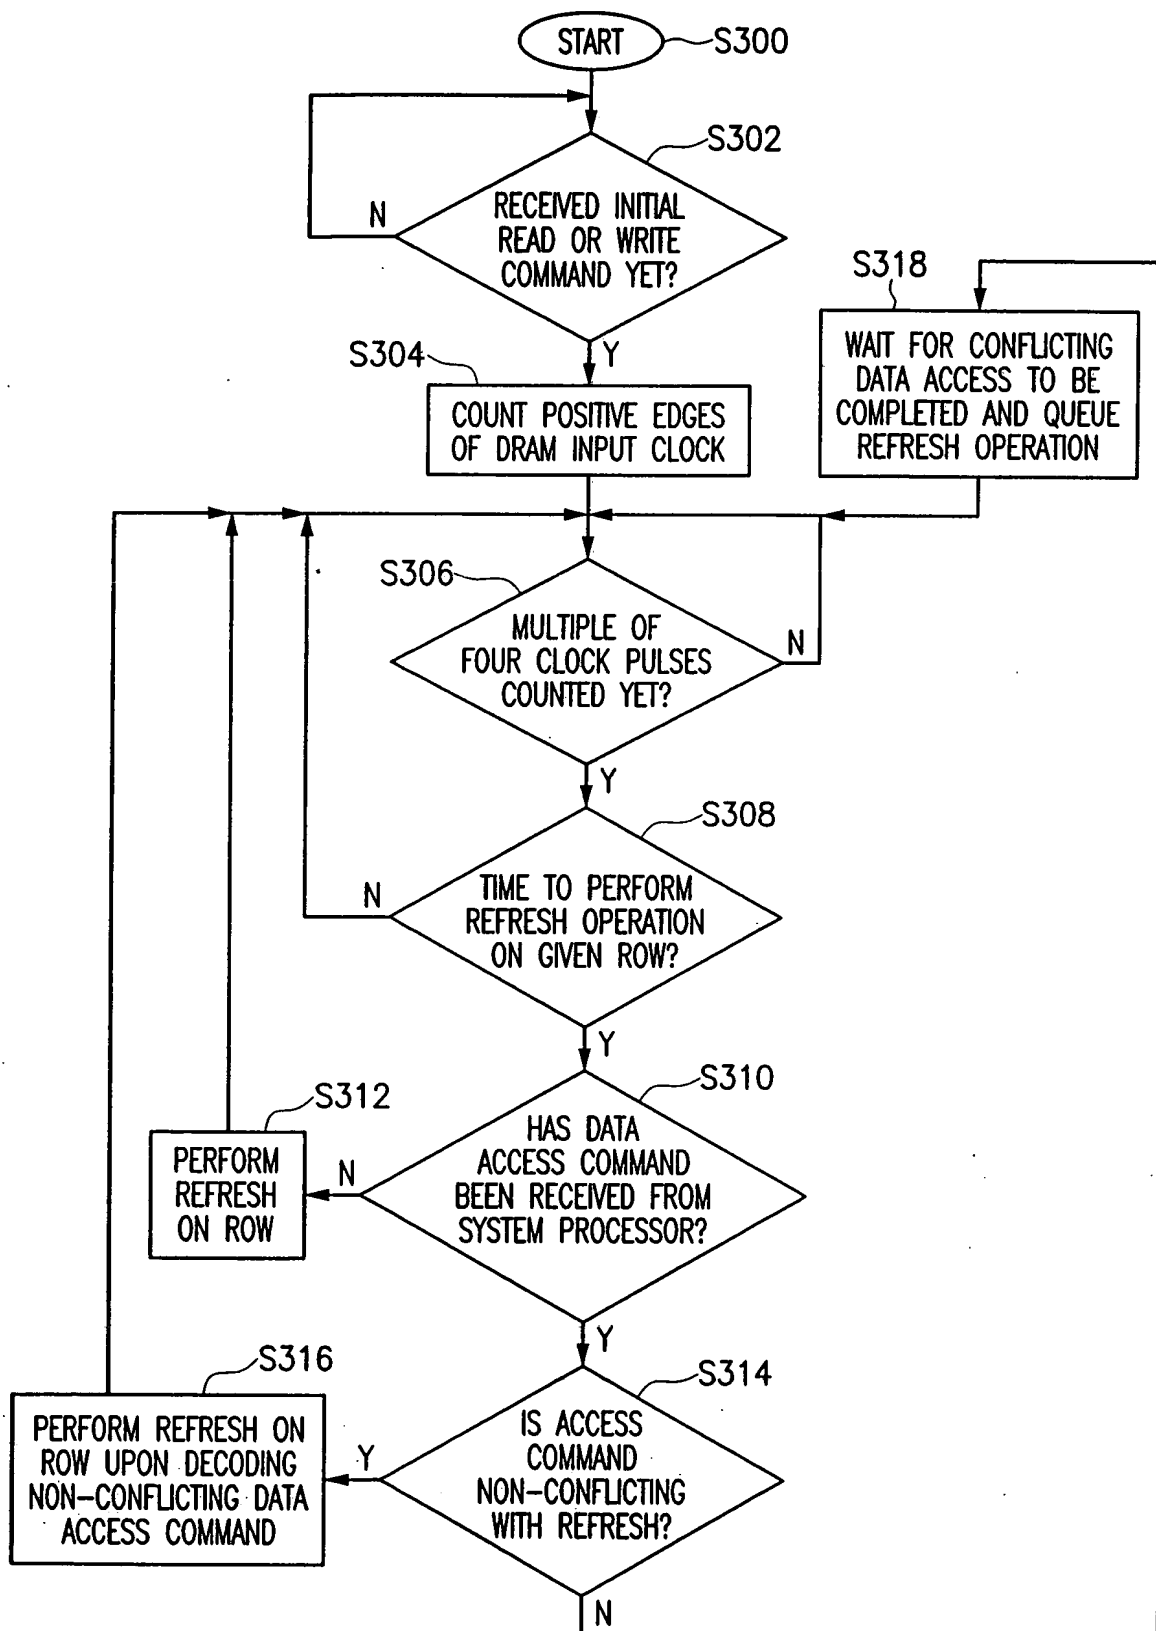 START
S300
S302
N
RECEIVED INITIAL
READ OR WRITE
COMMAND YET?
Y
S318
WAIT FOR CONFLICTING
DATA ACCESS TO BE
COMPLETED AND QUEUE
REFRESH OPERATION
S304
COUNT POSITIVE EDGES
OF DRAM INPUT CLOCK
S306
MULTIPLE OF
FOUR CLOCK PULSES
COUNTED YET?
N
Y
S308
N
TIME TO PERFORM
REFRESH OPERATION
ON GIVEN ROW?
Y
S310
HAS DATA
ACCESS COMMAND
BEEN RECEIVED FROM
SYSTEM PROCESSOR?
N
S312
PERFORM
REFRESH
ON ROW
Y
S314
IS ACCESS
COMMAND
NON-CONFLICTING
WITH REFRESH?
Y
S316
PERFORM REFRESH ON
ROW UPON DECODING
NON-CONFLICTING DATA
ACCESS COMMAND
N